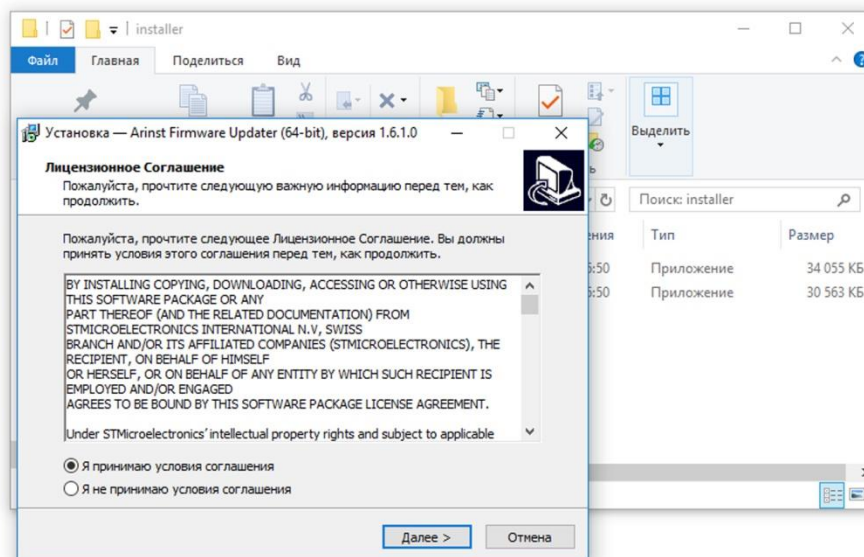 installer
Файл Главная Поделиться Вид
Выделить
Установка — Arinst Firmware Updater (64-bit), версия 1.6.1.0
Лицензионное Соглашение
Пожалуйста, прочтите следующую важную информацию перед тем, как
продолжить.
Поиск: installer
Тип Размер
Приложение 34 055 КБ
Приложение 30 563 КБ
Пожалуйста, прочтите следующее Лицензионное Соглашение. Вы должны
принять условия этого соглашения перед тем, как продолжить.
BY INSTALLING COPYING, DOWNLOADING, ACCESSING OR OTHERWISE USING
THIS SOFTWARE PACKAGE OR ANY
PART THEREOF (AND THE RELATED DOCUMENTATION) FROM
STMICROELECTRONICS INTERNATIONAL N.V, SWISS
BRANCH AND/OR ITS AFFILIATED COMPANIES (STMICROELECTRONICS), THE
RECIPIENT, ON BEHALF OF HIMSELF
OR HERSELF, OR ON BEHALF OF ANY ENTITY BY WHICH SUCH RECIPIENT IS
EMPLOYED AND/OR ENGAGED
AGREES TO BE BOUND BY THIS SOFTWARE PACKAGE LICENSE AGREEMENT.
Under STMicroelectronics’ intellectual property rights and subject to applicable
Я принимаю условия соглашения
Я не принимаю условия соглашения
Далее > Отмена